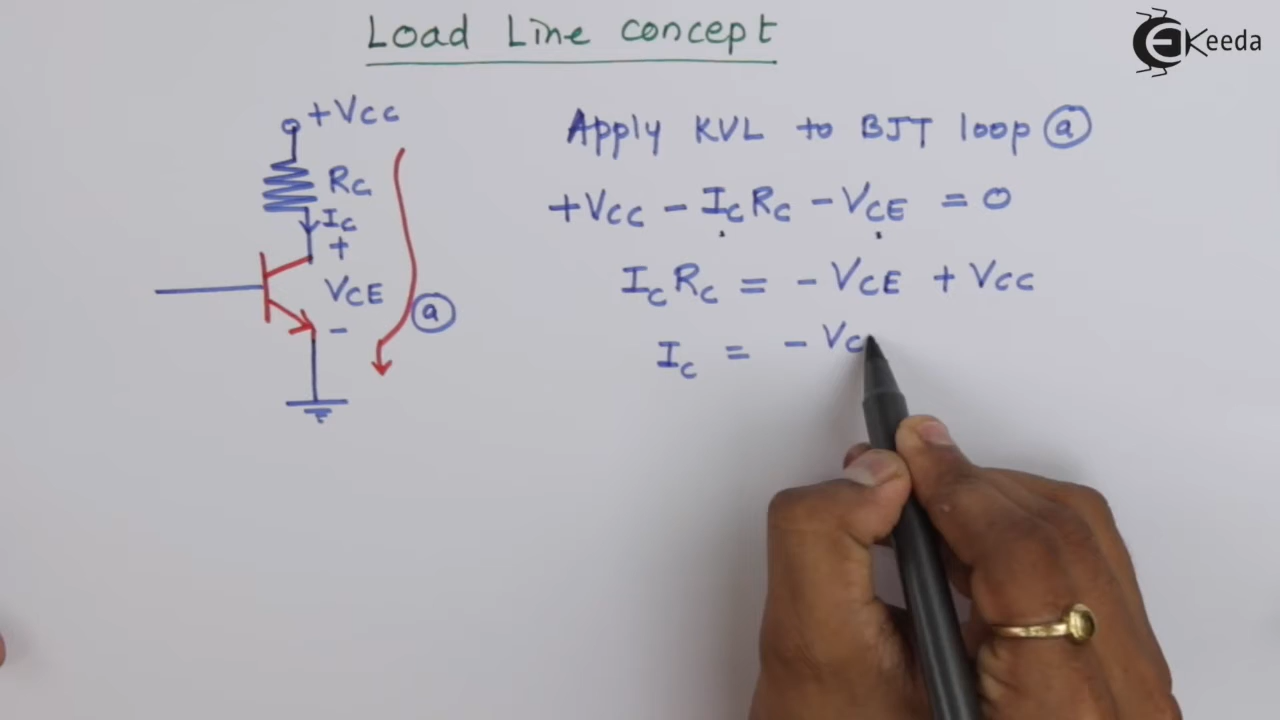 Load Line concept
EKeeda
+VCC
RC
IC
+
VCE
-
a
Apply KVL to BJT loop a
+VCC - ICRC - VCE = 0
ICRC = - VCE + VCC
IC = - VC